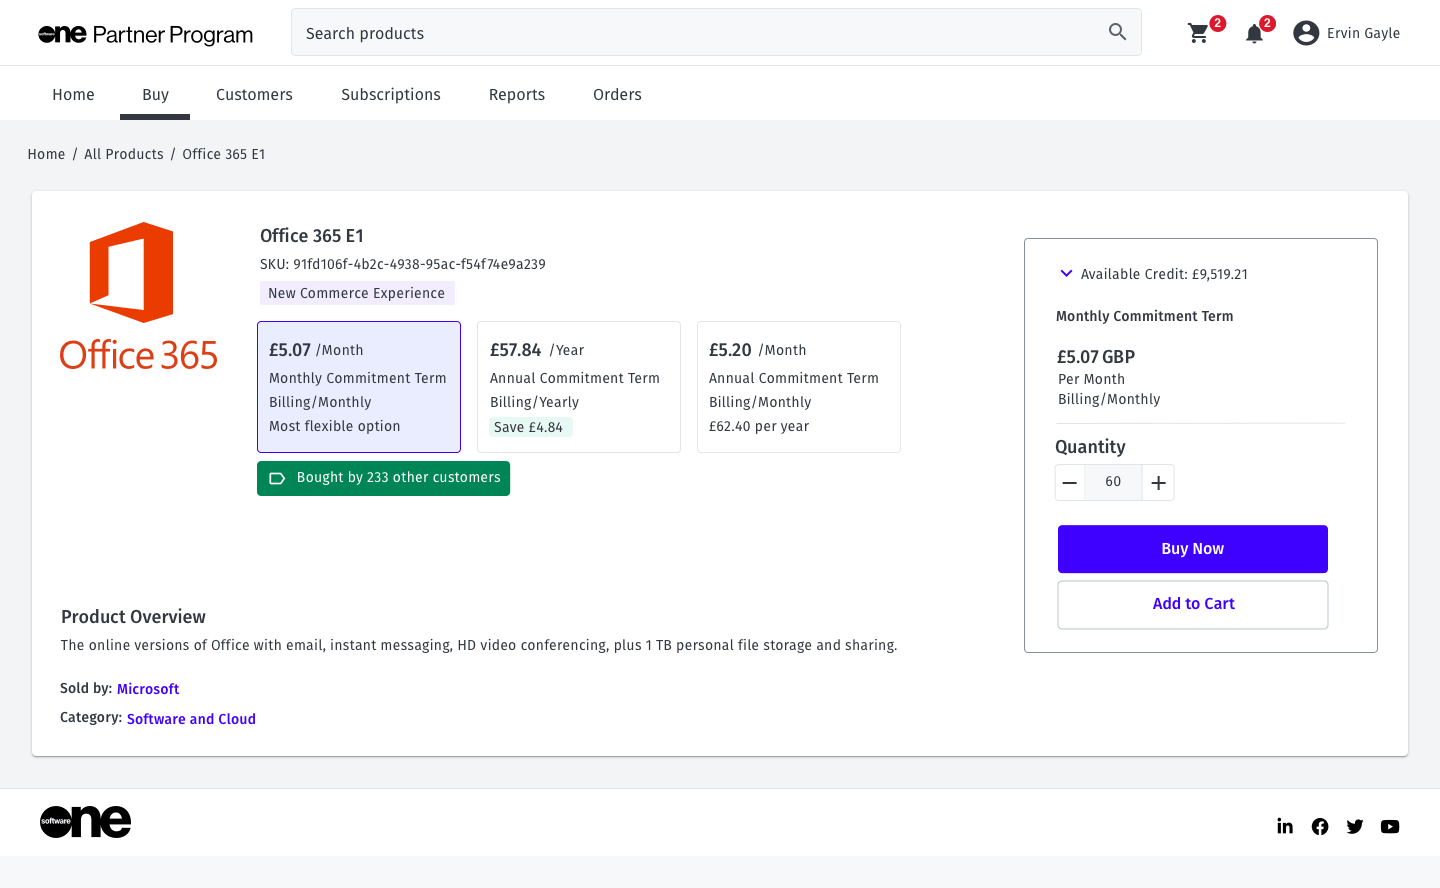 software one Partner Program
Search products
2
2
Ervin Gayle
Home
Buy
Customers
Subscriptions
Reports
Orders
Home / All Products / Office 365 E1
Office 365
Office 365 E1
SKU: 91fd106f-4b2c-4938-95ac-f54f74e9a239
New Commerce Experience
£5.07 /Month
Monthly Commitment Term
Billing/Monthly
Most flexible option
£57.84 /Year
Annual Commitment Term
Billing/Yearly
Save £4.84
£5.20 /Month
Annual Commitment Term
Billing/Monthly
£62.40 per year
Bought by 233 other customers
Available Credit: £9,519.21
Monthly Commitment Term
£5.07 GBP
Per Month
Billing/Monthly
Quantity
60
Buy Now
Add to Cart
Product Overview
The online versions of Office with email, instant messaging, HD video conferencing, plus 1 TB personal file storage and sharing.
Sold by: Microsoft
Category: Software and Cloud
software one